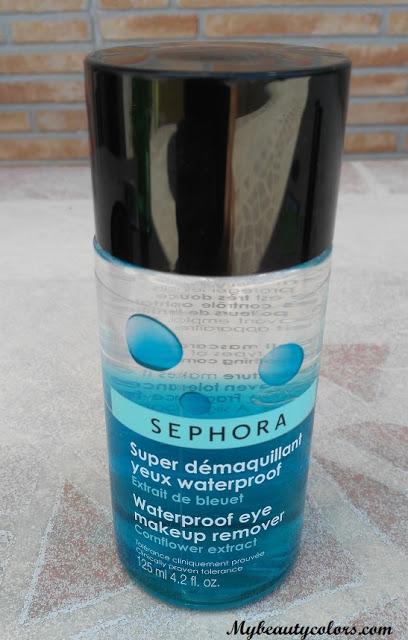 SEPHORA
Super démaquillant
yeux waterproof
Extrait de bleuet
Waterproof eye
makeup remover
Cornflower extract
Tolérance cliniquement prouvée
Clinically proven tolerance
125 ml 4.2 fl. oz.
Mybeautycolors.com